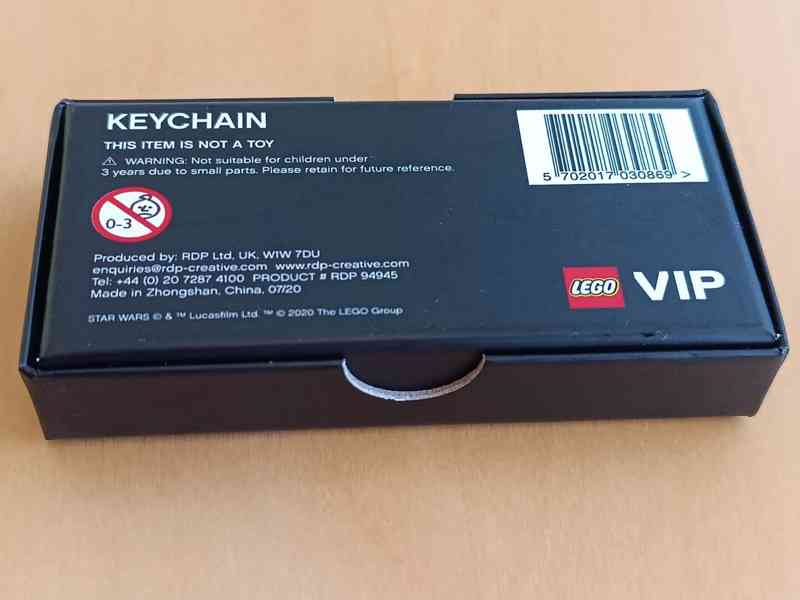 KEYCHAIN
THIS ITEM IS NOT A TOY
⚠ WARNING: Not suitable for children under
3 years due to small parts. Please retain for future reference.
0-3
5 702017 030869 >
Produced by: RDP Ltd, UK, W1W 7DU
enquiries@rdp-creative.com www.rdp-creative.com
Tel: +44 (0) 20 7287 4100 PRODUCT # RDP 94945
Made in Zhongshan, China, 07/20
STAR WARS © & ™ Lucasfilm Ltd. ™ © 2020 The LEGO Group
LEGO VIP